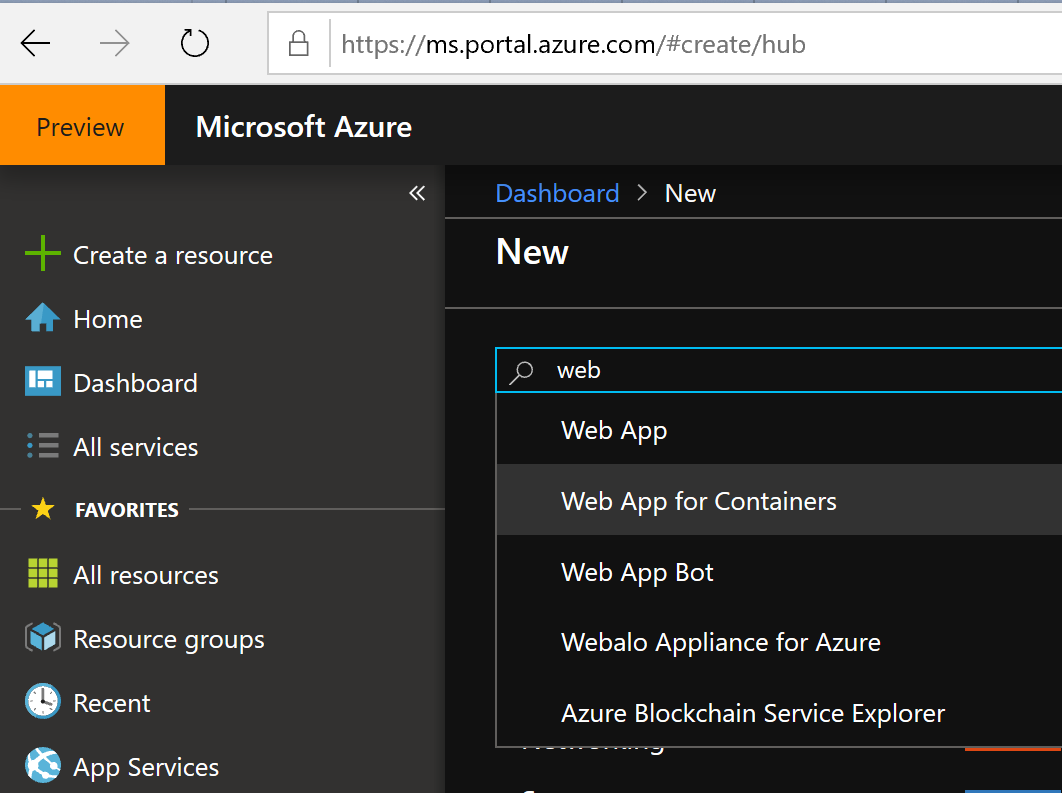 https://ms.portal.azure.com/#create/hub
Preview
Microsoft Azure
«
Dashboard > New
New
Create a resource
Home
Dashboard
All services
FAVORITES
All resources
Resource groups
Recent
App Services
web
Web App
Web App for Containers
Web App Bot
Webalo Appliance for Azure
Azure Blockchain Service Explorer
Networking